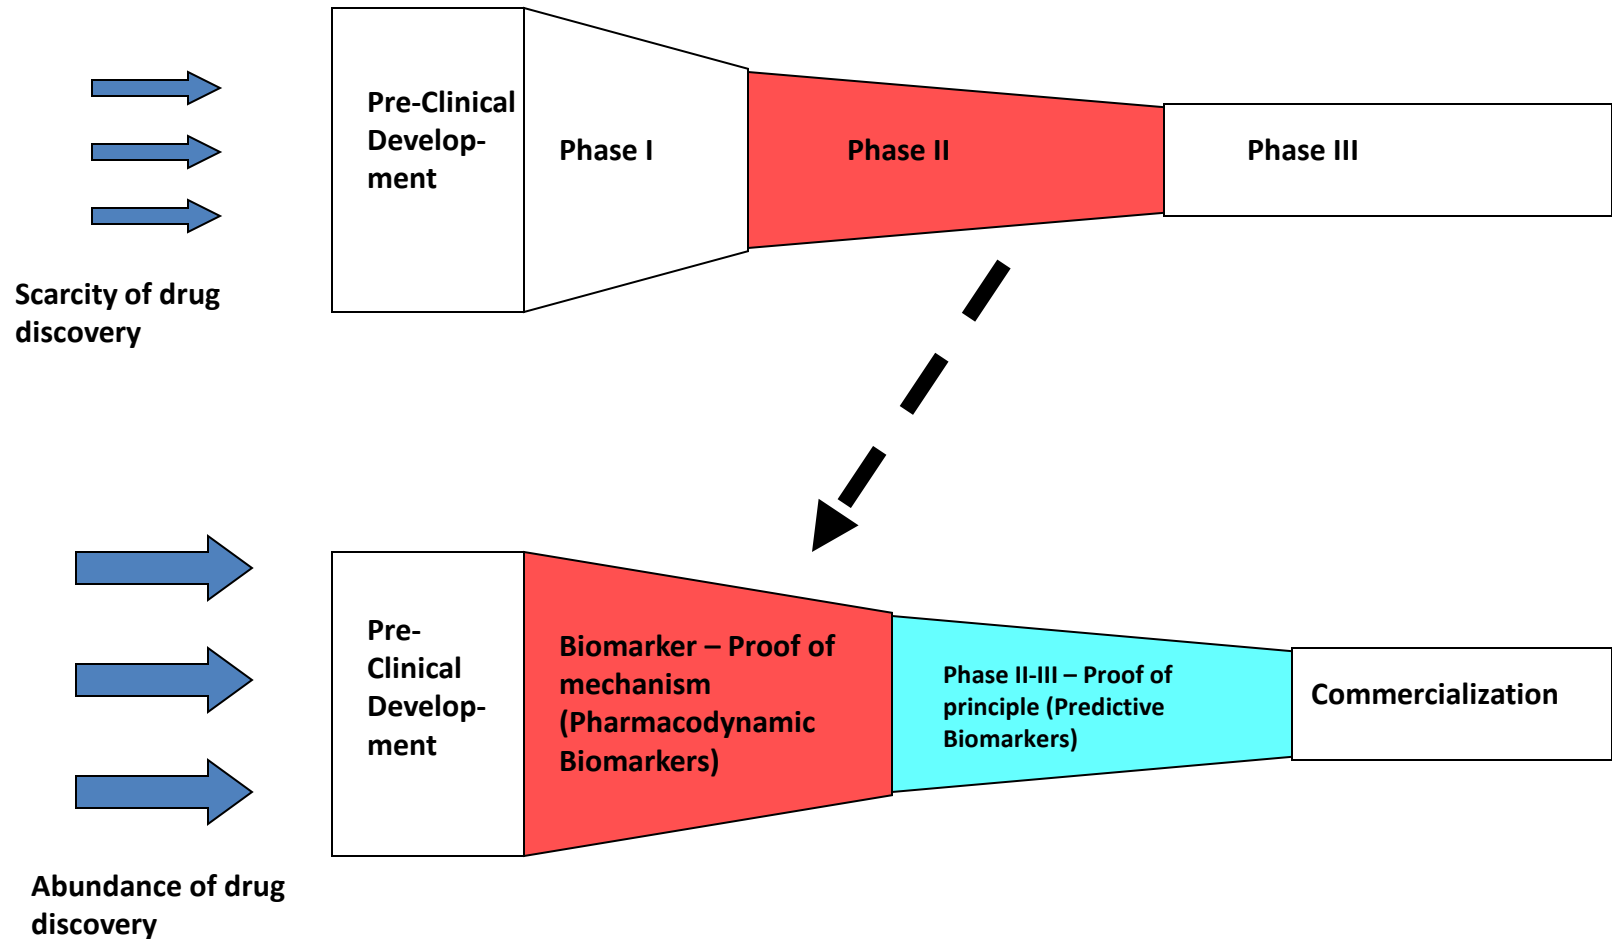 Pre-Clinical
Develop-
ment
Phase I
Phase II
Phase III
Scarcity of drug
discovery
Pre-
Clinical
Develop-
ment
Biomarker – Proof of
mechanism
(Pharmacodynamic
Biomarkers)
Phase II-III – Proof of
principle (Predictive
Biomarkers)
Commercialization
Abundance of drug
discovery